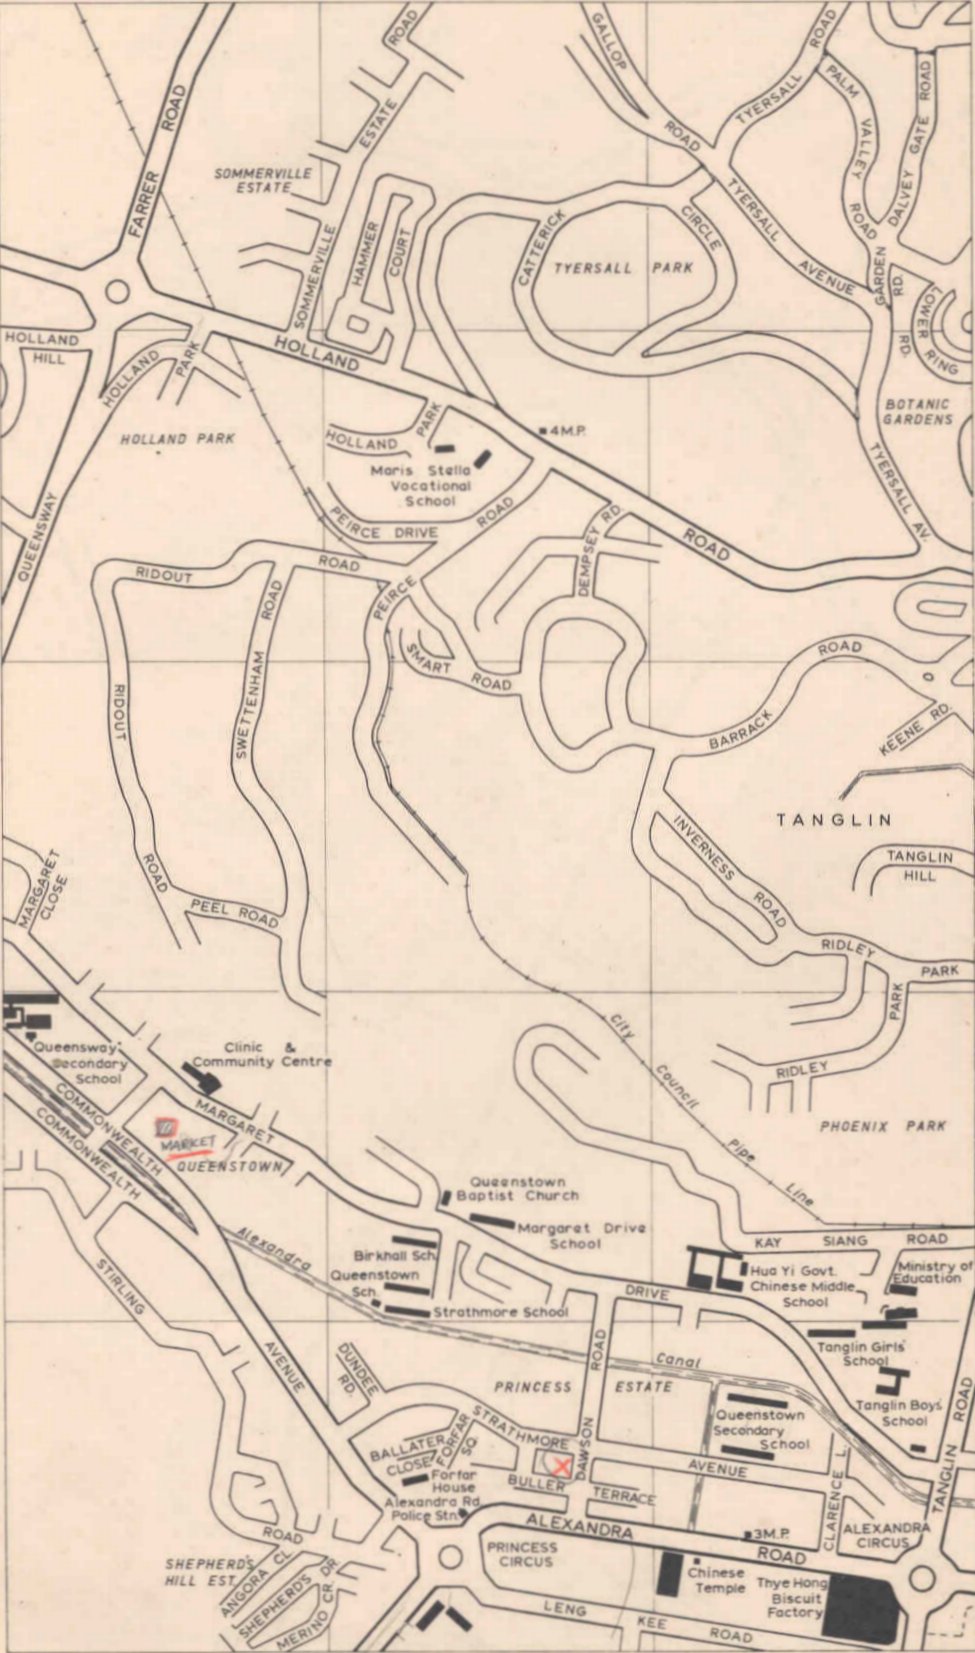 GALLOP
ROAD
ROAD
TYERSALL
ROAD
PALM
VALLEY
ROAD
DALVEY GATE ROAD
FARRER
ROAD
SOMMERVILLE
ESTATE
SOMMERVILLE
ESTATE
ROAD
HAMMER
COURT
CATTERICK
CIRCLE
TYERSALL PARK
TYERSALL
AVENUE
GARDEN
RD.
LOWER
RING
RD.
BOTANIC
GARDENS
TYERSALL AV.
HOLLAND
HILL
HOLLAND
PARK
HOLLAND
ROAD
HOLLAND PARK
HOLLAND
PARK
4 M.P.
Maris Stella
Vocational
School
QUEENSWAY
PEIRCE DRIVE
ROAD
DEMPSEY RD
RIDOUT
ROAD
PEIRCE
SMART
ROAD
SWETTENHAM
ROAD
RIDOUT
ROAD
BARRACK
ROAD
KEENE RD.
TANGLIN
TANGLIN
HILL
INVERNESS
ROAD
MARGARET
CLOSE
PEEL ROAD
RIDLEY
PARK
RIDLEY
PARK
PHOENIX PARK
City
Council
Pipe
Line
Queensway
Secondary
School
Clinic &
Community Centre
COMMONWEALTH
COMMONWEALTH
MARGARET
MARKET
QUEENSTOWN
Queenstown
Baptist Church
Margaret Drive
School
KAY SIANG ROAD
Alexandra
Birkhall Sch.
Queenstown
Sch.
Strathmore School
DRIVE
Hua Yi Govt.
Chinese Middle
School
Ministry of
Education
STIRLING
AVENUE
DUNDEE
RD.
ROAD
Canal
Tanglin Girls'
School
PRINCESS ESTATE
Tanglin Boys'
School
Queenstown
Secondary
School
BALLATER
CLOSE
FORFAR
SQ.
STRATHMORE
DAWSON
AVENUE
ROAD
TANGLIN
Forfar
House
BULLER
TERRACE
CLARENCE L.
Alexandra Rd.
Police Stn.
ALEXANDRA
ROAD
3 M.P.
ALEXANDRA
CIRCUS
PRINCESS
CIRCUS
SHEPHERD'S
HILL EST.
ROAD
ANGORA CL.
SHEPHERD'S DR.
MERINO CR.
Chinese
Temple
Thye Hong
Biscuit
Factory
LENG
KEE
ROAD